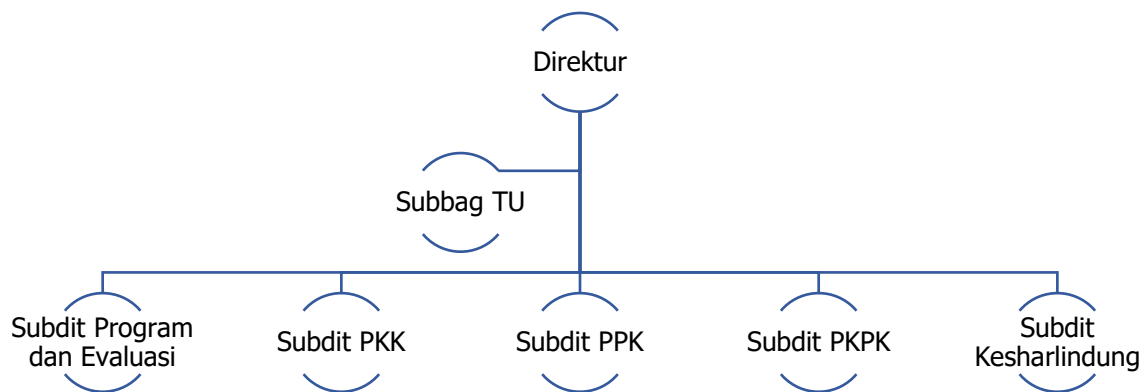 Direktur
Subbag TU
Subdit Program
dan Evaluasi
Subdit PKK
Subdit PPK
Subdit PKPK
Subdit
Kesharlindung